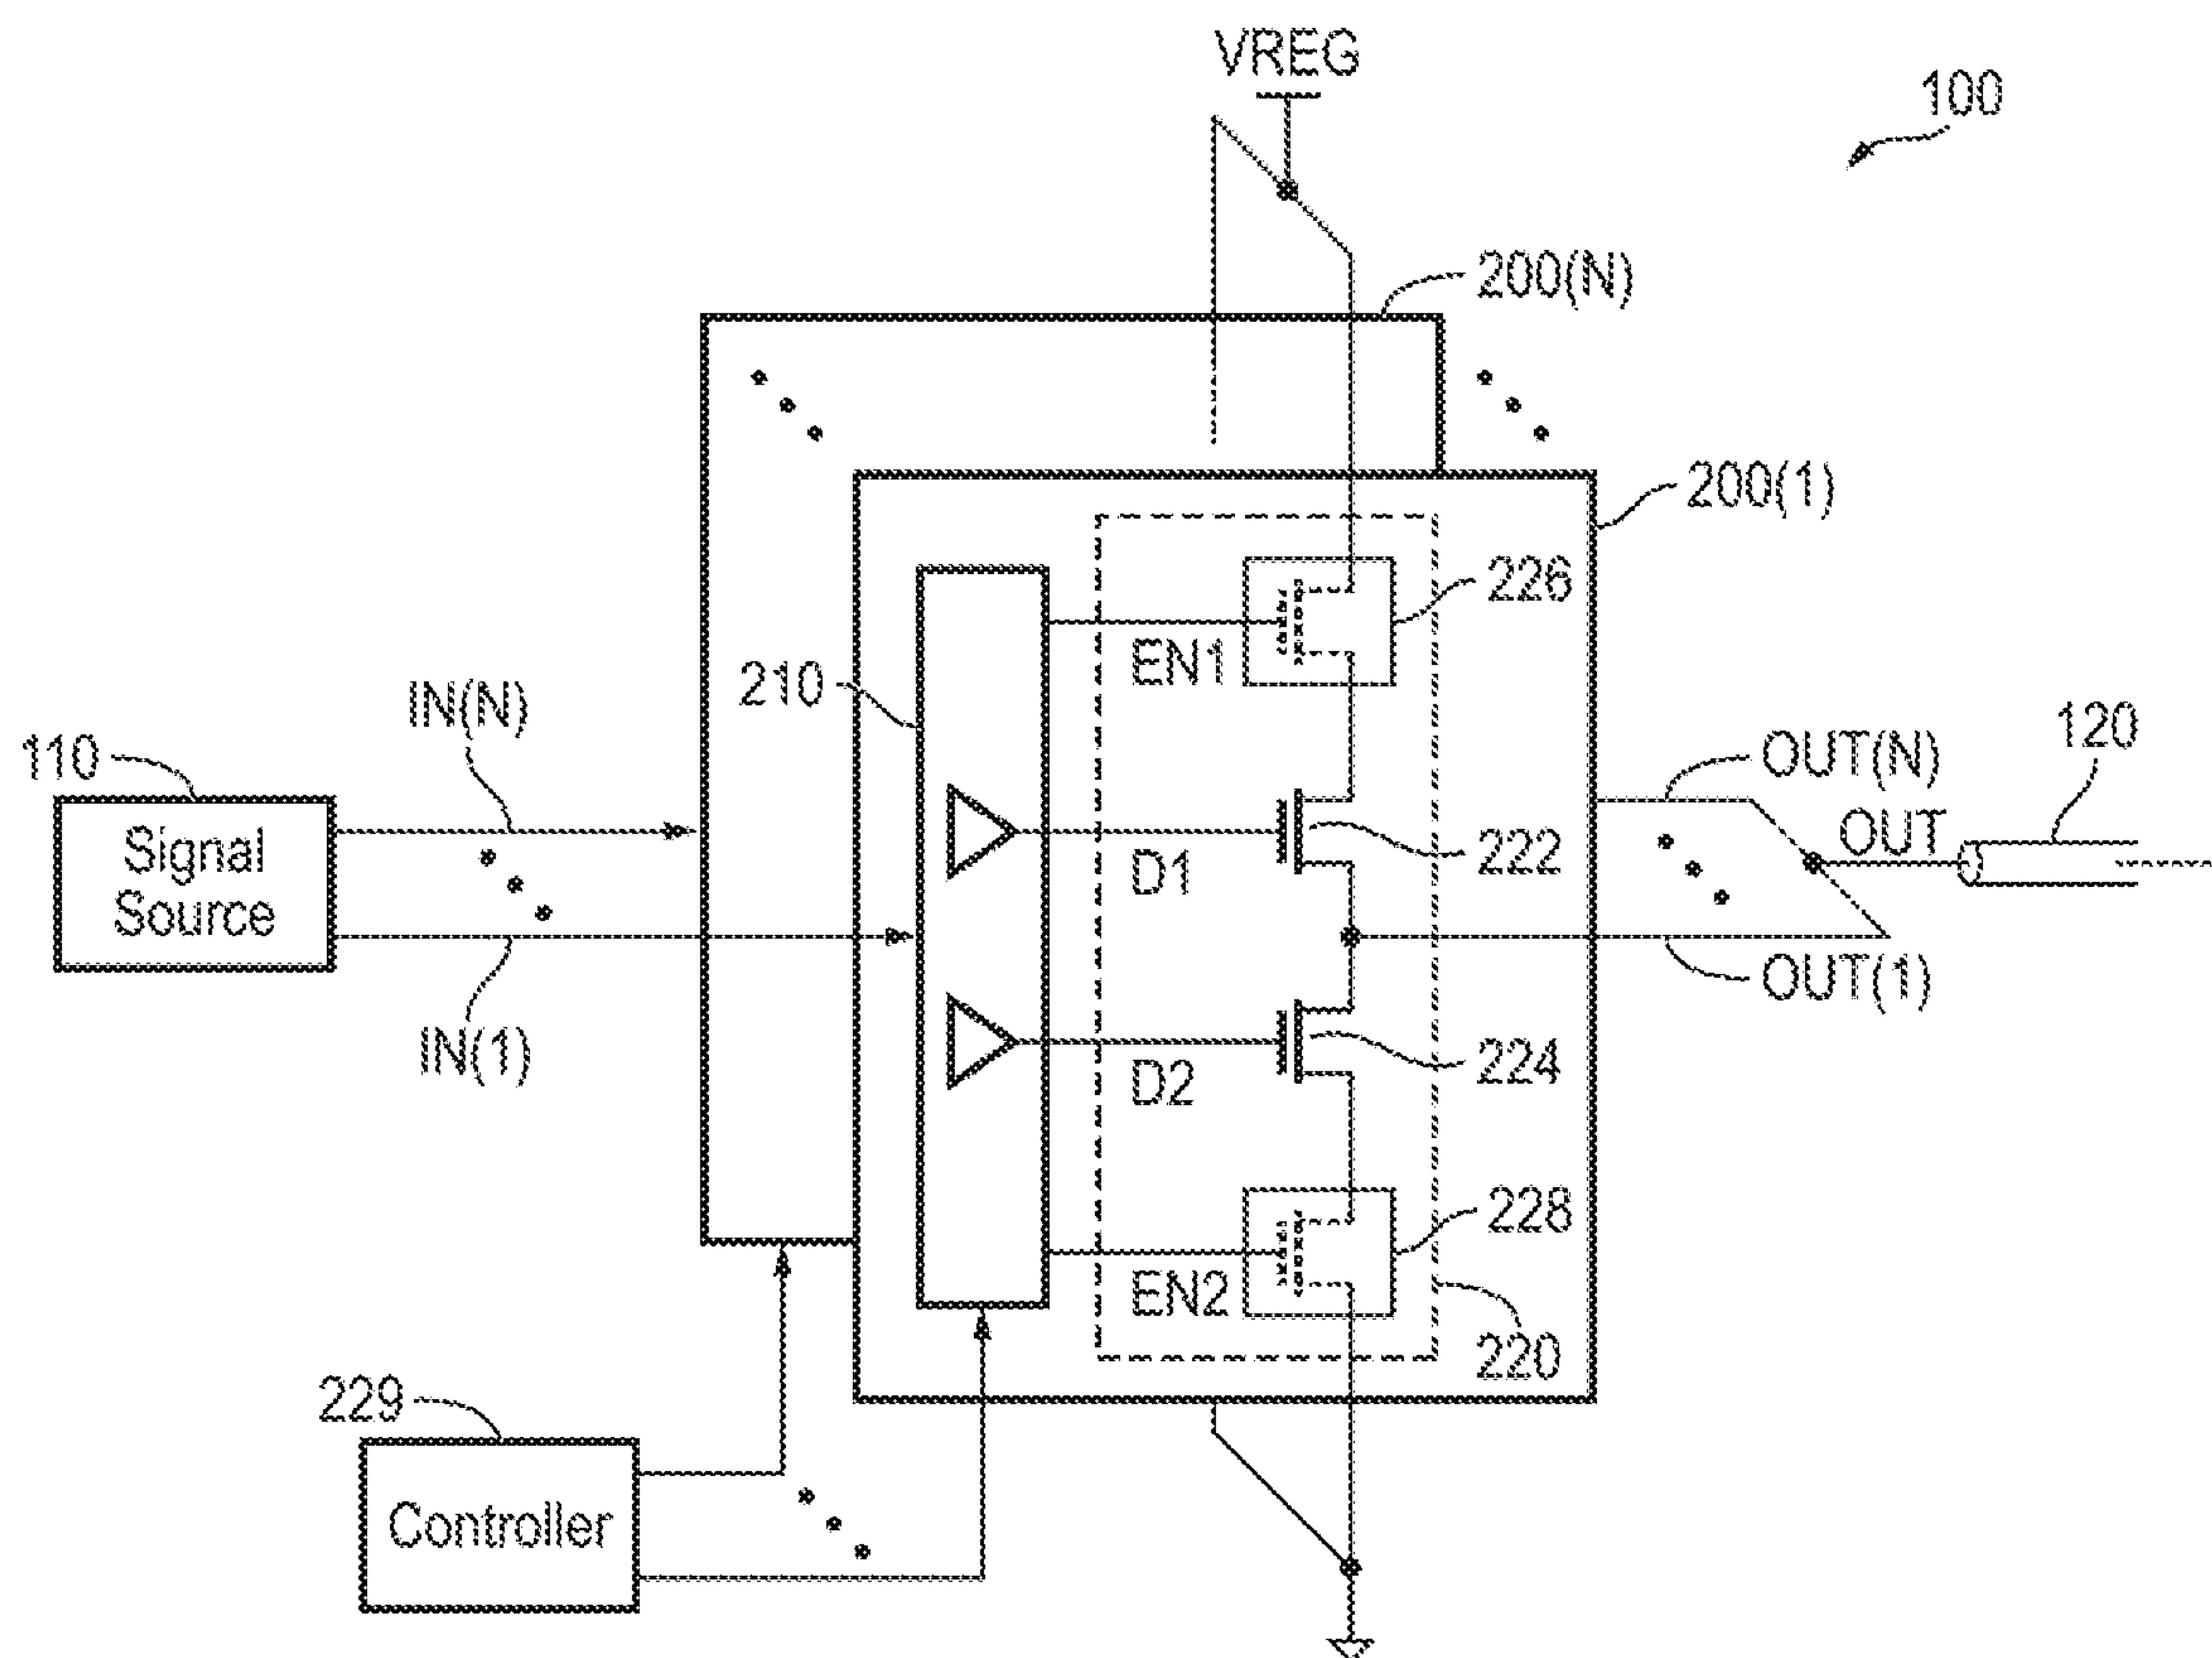 VREG
100
200(N)
200(1)
226
EN1
210
IN(N)
110
OUT(N)
120
Signal
Source
D1
222
OUT
OUT(1)
IN(1)
D2
224
228
EN2
220
229
Controller